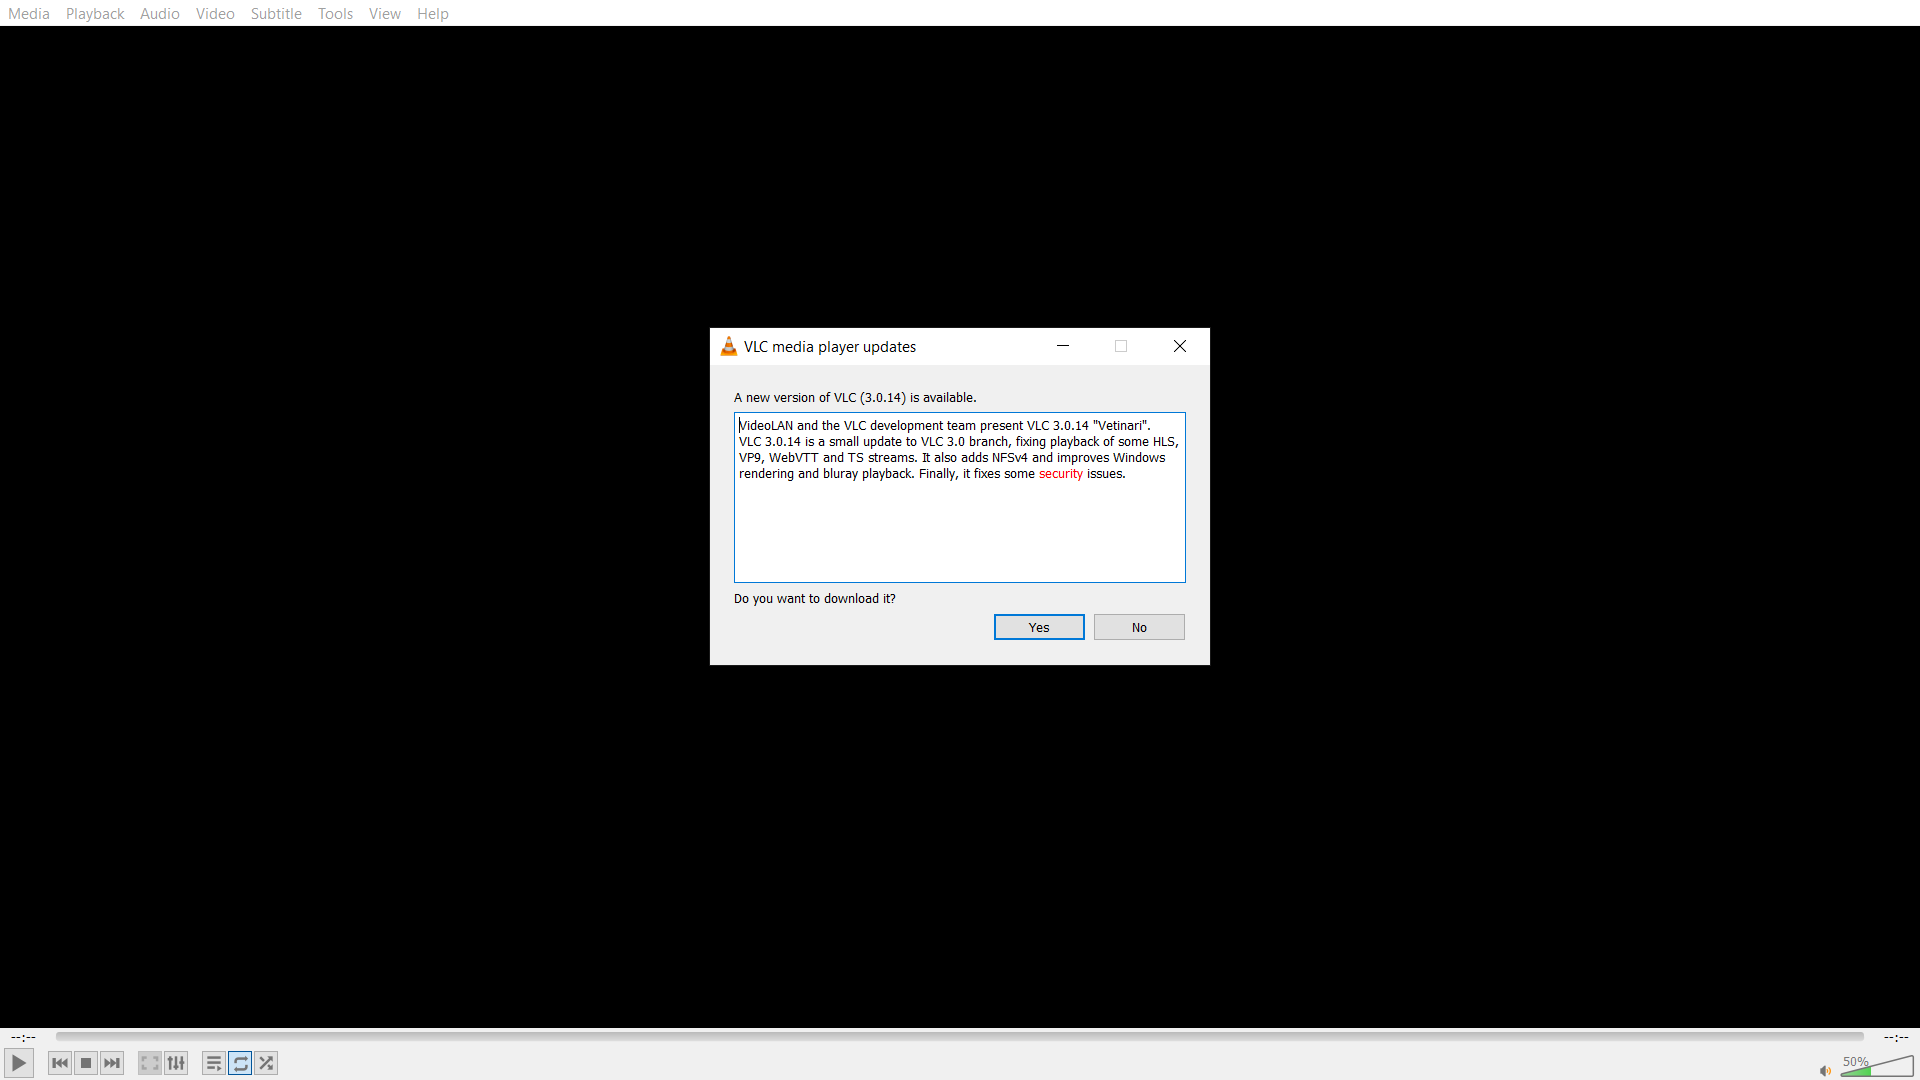 Media Playback Audio Video Subtitle Tools View Help
VLC media player updates
A new version of VLC (3.0.14) is available.
VideoLAN and the VLC development team present VLC 3.0.14 "Vetinari".
VLC 3.0.14 is a small update to VLC 3.0 branch, fixing playback of some HLS,
VP9, WebVTT and TS streams. It also adds NFSv4 and improves Windows
rendering and bluray playback. Finally, it fixes some security issues.
Do you want to download it?
Yes No
--:-- --:--
50%